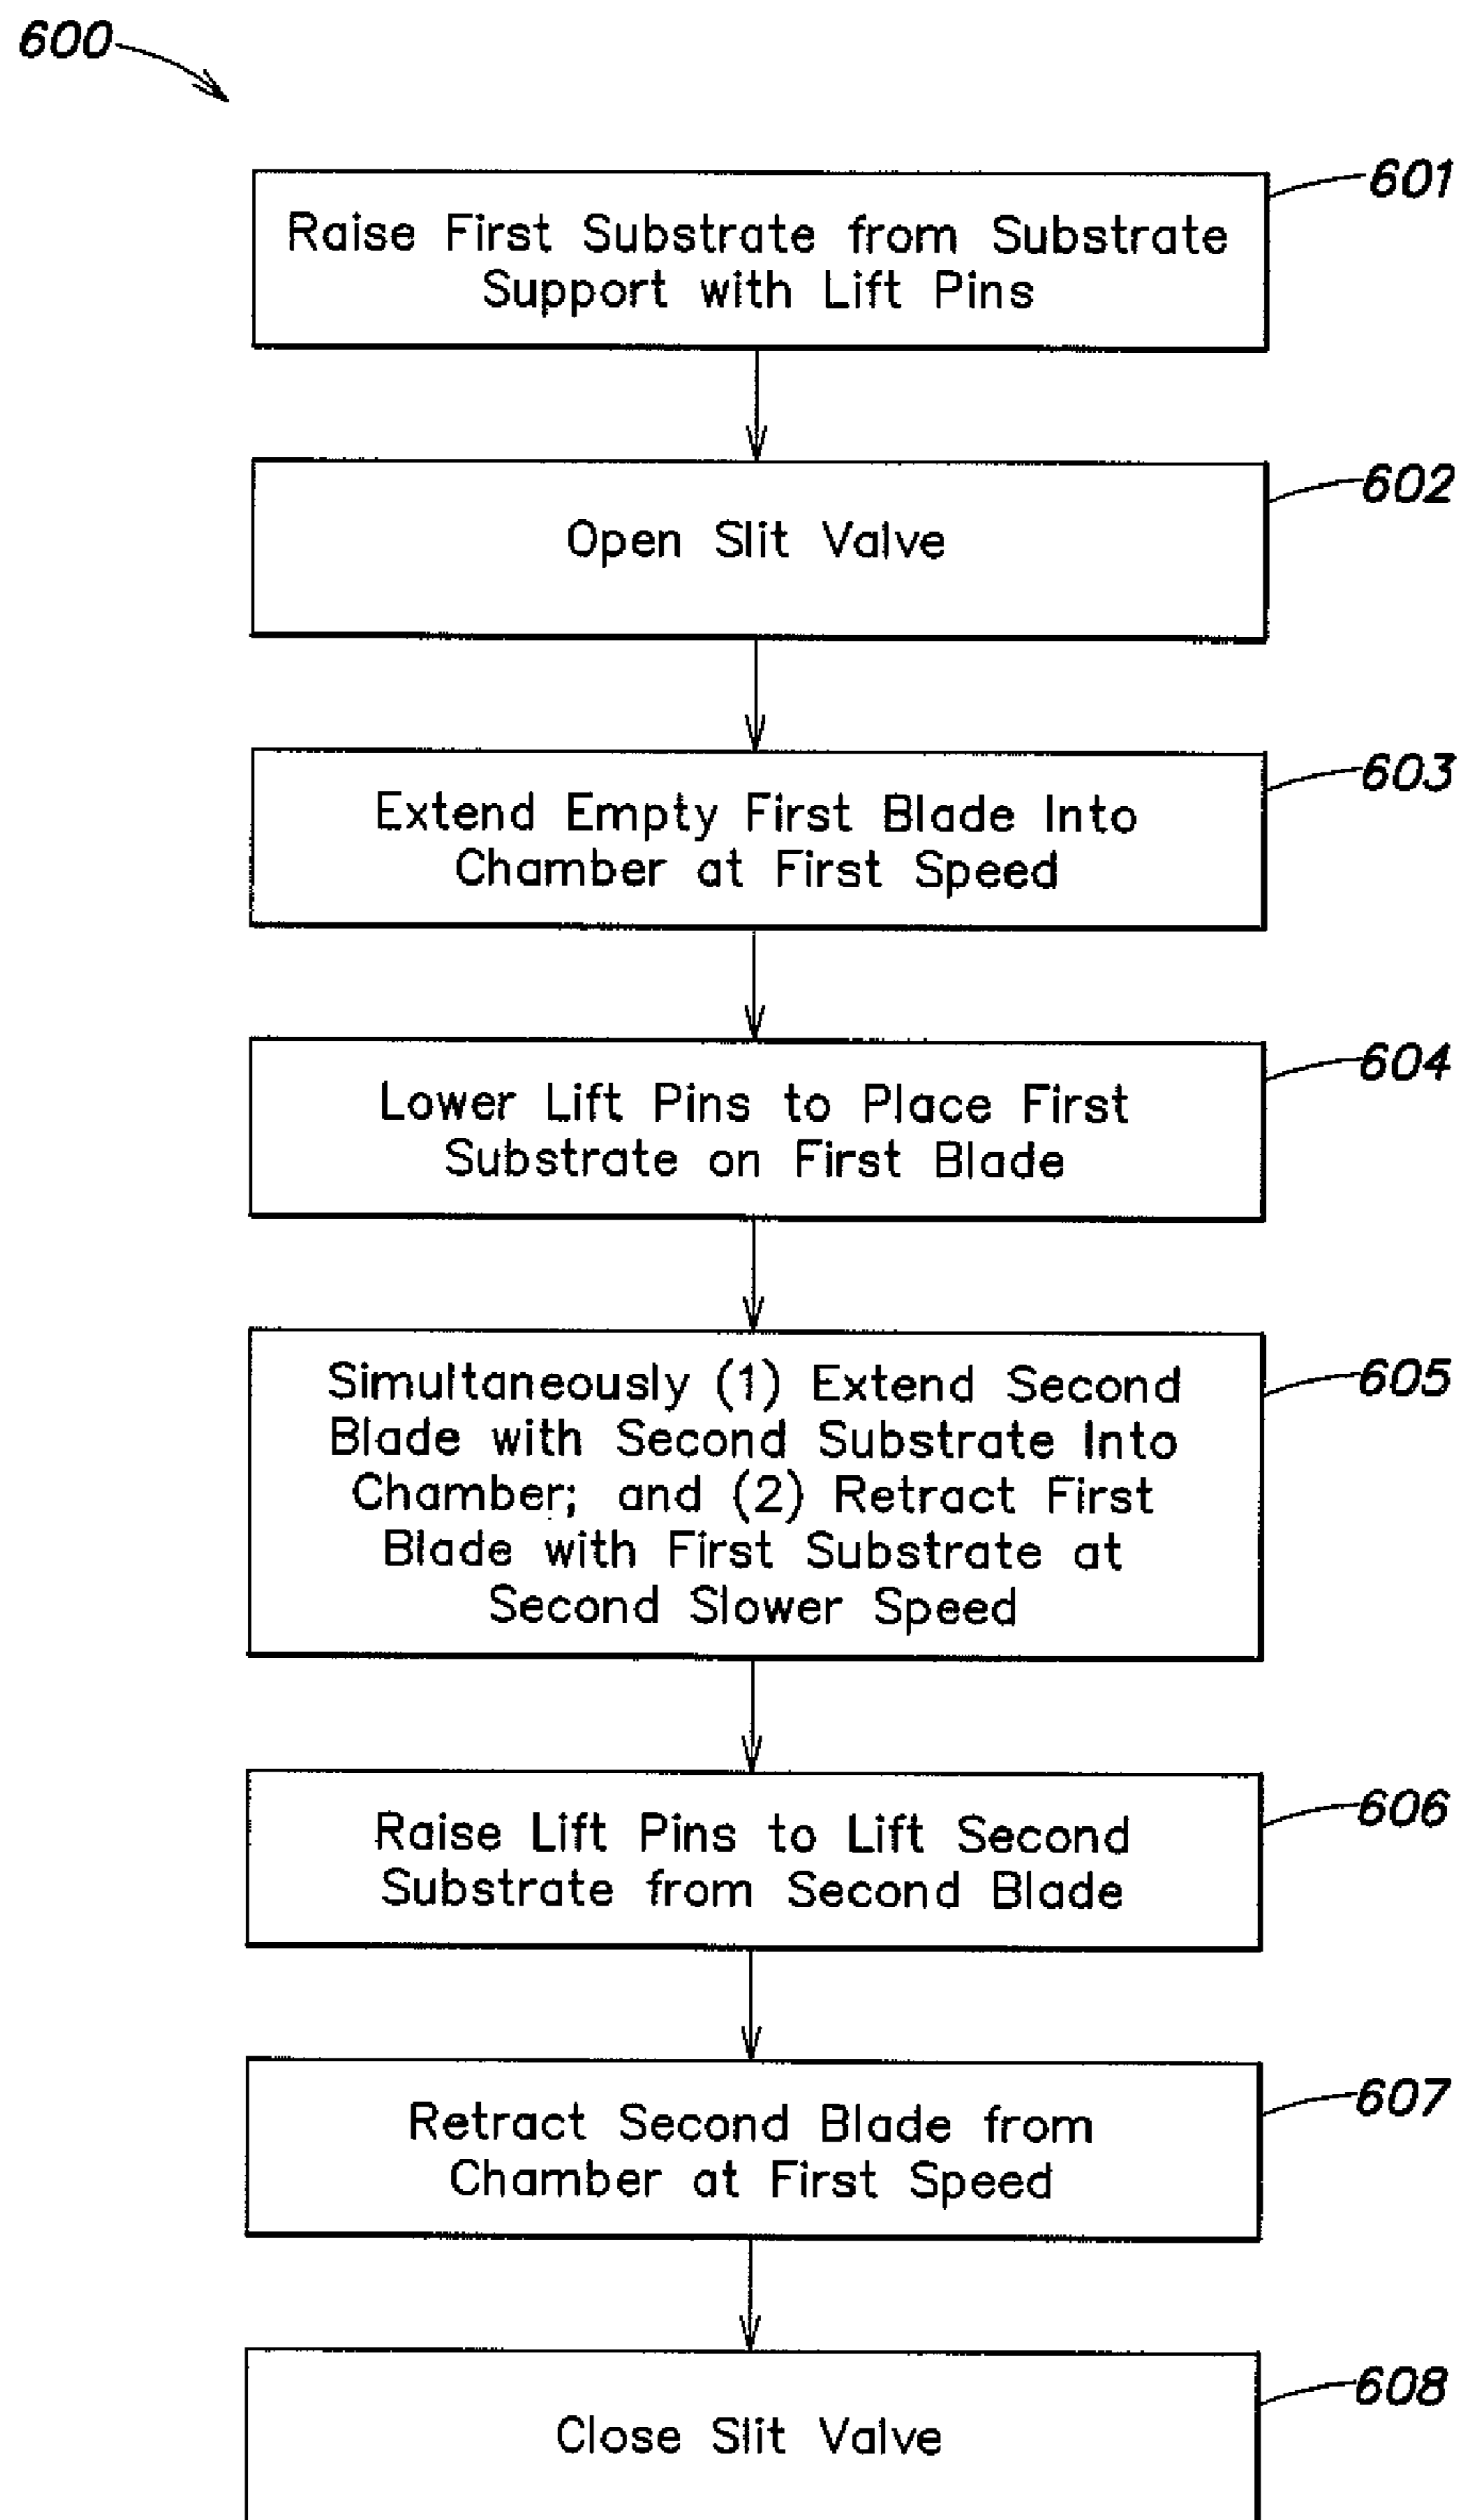 600
601
Raise First Substrate from Substrate
Support with Lift Pins
602
Open Slit Valve
603
Extend Empty First Blade Into
Chamber at First Speed
604
Lower Lift Pins to Place First
Substrate on First Blade
605
Simultaneously (1) Extend Second
Blade with Second Substrate Into
Chamber; and (2) Retract First
Blade with First Substrate at
Second Slower Speed
606
Raise Lift Pins to Lift Second
Substrate from Second Blade
607
Retract Second Blade from
Chamber at First Speed
608
Close Slit Valve